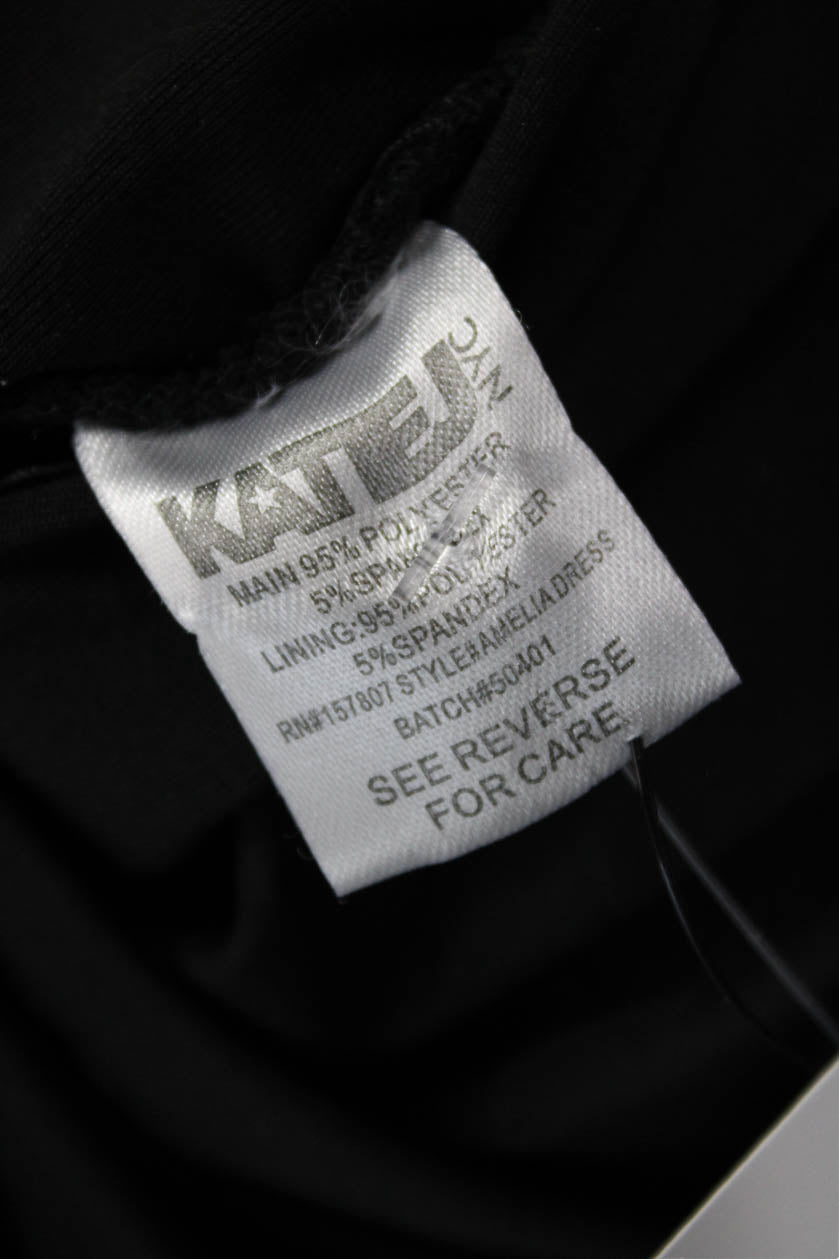 KATIEJ NYC
MAIN 95% POLYESTER
5%SPANDEX
LINING:95%POLYESTER
5%SPANDEX
RN#157807 STYLE#AMELIA DRESS
BATCH#50401
SEE REVERSE
FOR CARE